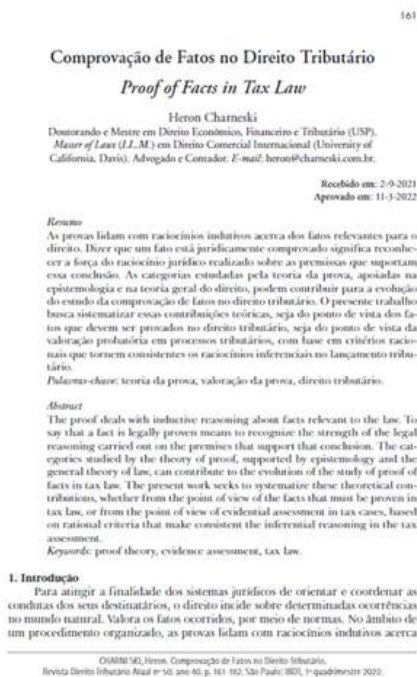 161
Comprovação de Fatos no Direito Tributário
Proof of Facts in Tax Law
Heron Charneski
Doutorando e Mestre em Direito Econômico, Financeiro e Tributário (USP).
Master of Laws (LL.M.) em Direito Comercial Internacional (University of
California, Davis). Advogado e Contador. E-mail: heron@charneski.com.br.
Recebido em: 2-9-2021
Aprovado em: 11-3-2022
Resumo
As provas lidam com raciocínios indutivos acerca dos fatos relevantes para o
direito. Dizer que um fato está juridicamente comprovado significa reconhe-
cer a força do raciocínio jurídico realizado sobre as premissas que suportam
essa conclusão. As categorias estudadas pela teoria da prova, apoiadas na
epistemologia e na teoria geral do direito, podem contribuir para a evolução
do estudo da comprovação de fatos no direito tributário. O presente trabalho
busca sistematizar essas contribuições teóricas, seja do ponto de vista dos fa-
tos que devem ser provados no direito tributário, seja do ponto de vista da
valoração probatória em processos tributários, com base em critérios racio-
nais que tornem consistentes os raciocínios inferenciais no lançamento tribu-
tário.
Palavras-chave: teoria da prova, valoração da prova, direito tributário.
Abstract
The proof deals with inductive reasoning about facts relevant to the law. To
say that a fact is legally proven means to recognize the strength of the legal
reasoning carried out on the premises that support that conclusion. The cat-
egories studied by the theory of proof, supported by epistemology and the
general theory of law, can contribute to the evolution of the study of proof of
facts in tax law. The present work seeks to systematize these theoretical con-
tributions, whether from the point of view of the facts that must be proven in
tax law, or from the point of view of evidential assessment in tax cases, based
on rational criteria that make consistent the inferential reasoning in the tax
assessment.
Keywords: proof theory, evidence assessment, tax law.
1. Introdução
Para atingir a finalidade dos sistemas jurídicos de orientar e coordenar as
condutas dos seus destinatários, o direito incide sobre determinadas ocorrências
no mundo natural. Valora os fatos ocorridos, por meio de normas. No âmbito de
um procedimento organizado, as provas lidam com raciocínios indutivos acerca
CHARNESKI, Heron. Comprovação de Fatos no Direito Tributário.
Revista Direito Tributário Atual nº 50. ano 40. p. 161-182. São Paulo: IBDT, 1º quadrimestre 2022.